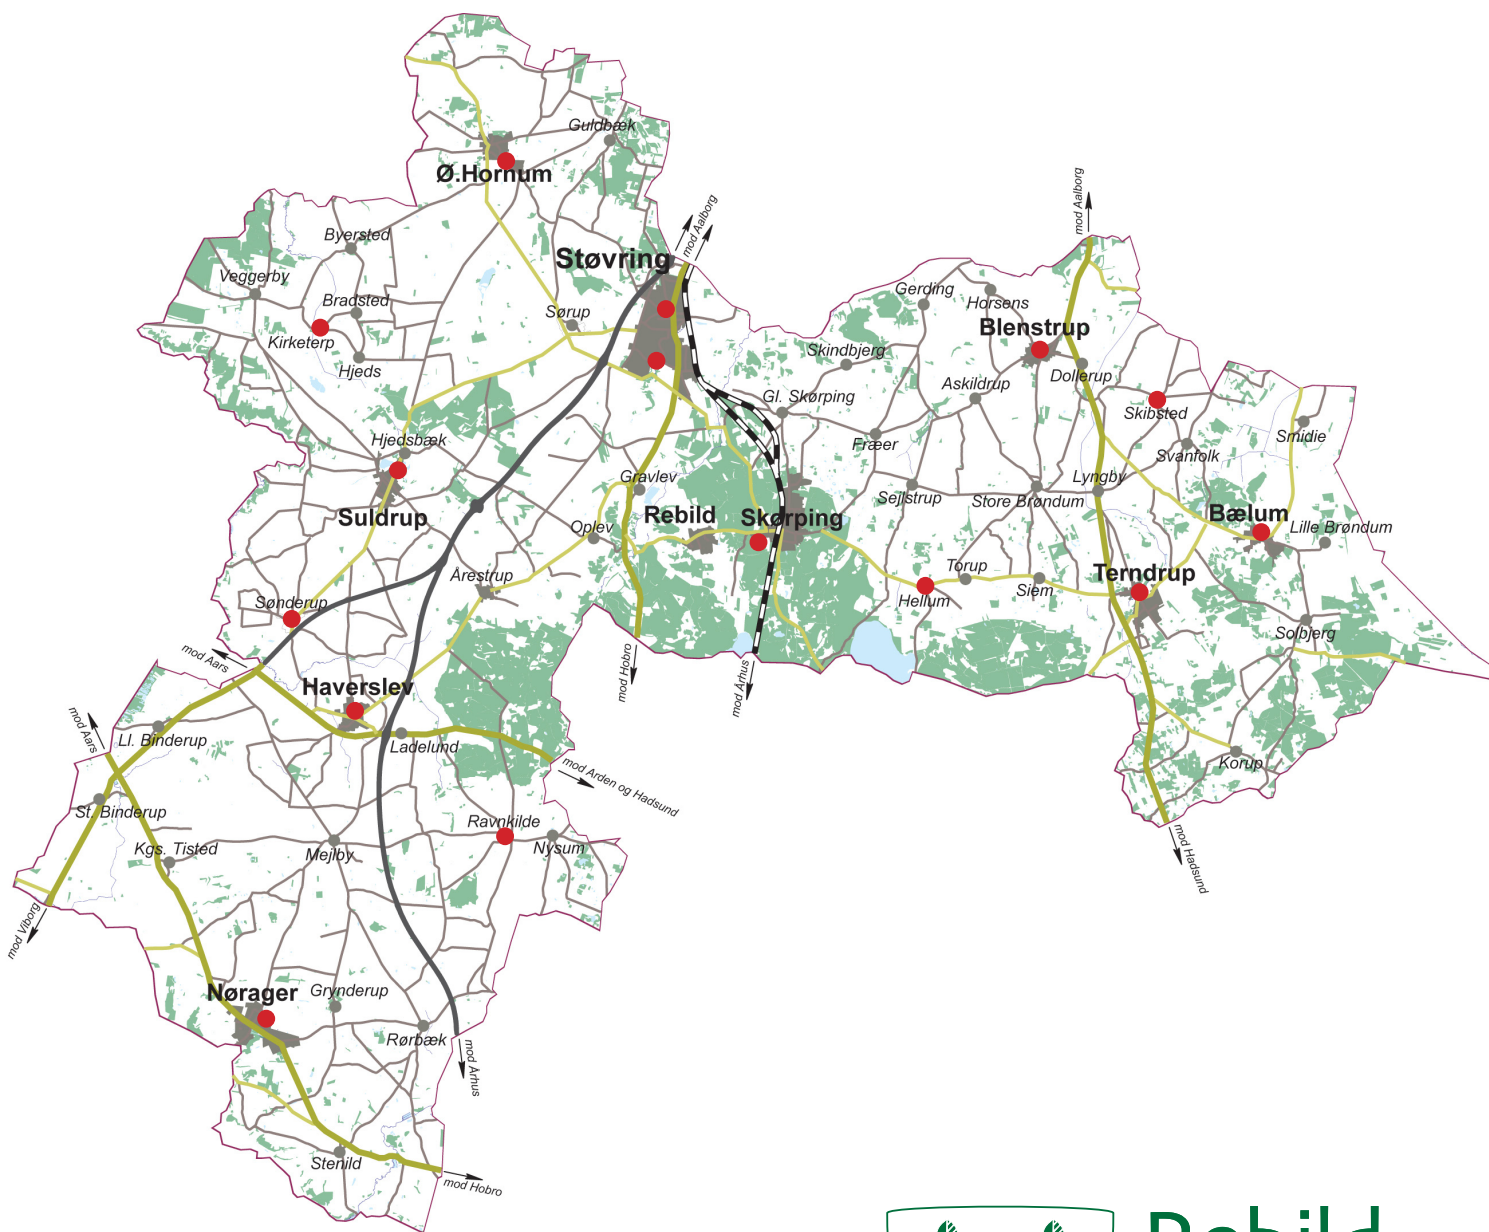 Guldbæk
Ø.Hornum
mod Aalborg
mod Aalborg
Byersted
Støvring
Veggerby
Bradsted
Gerding
Horsens
Sørup
Blenstrup
Kirketerp
Skindbjerg
Hjeds
Dollerup
Askildrup
Gl. Skørping
Skibsted
Smidie
Hjedsbæk
Fræer
Svanfolk
Gravlev
Lyngby
Sejlstrup
Store Brøndum
Suldrup
Rebild
Skørping
Bælum
Oplev
Lille Brøndum
Årestrup
Torup
Terndrup
Sønderup
Hellum
Siem
Solbjerg
mod Aars
mod Hobro
mod Århus
Haverslev
mod Aars
Ll. Binderup
Ladelund
Korup
mod Arden og Hadsund
St. Binderup
Ravnkilde
Kgs. Tisted
Mejlby
Nysum
mod Hadsund
mod Viborg
Nørager
Grynderup
Rørbæk
mod Århus
Stenild
mod Hobro
Rebild